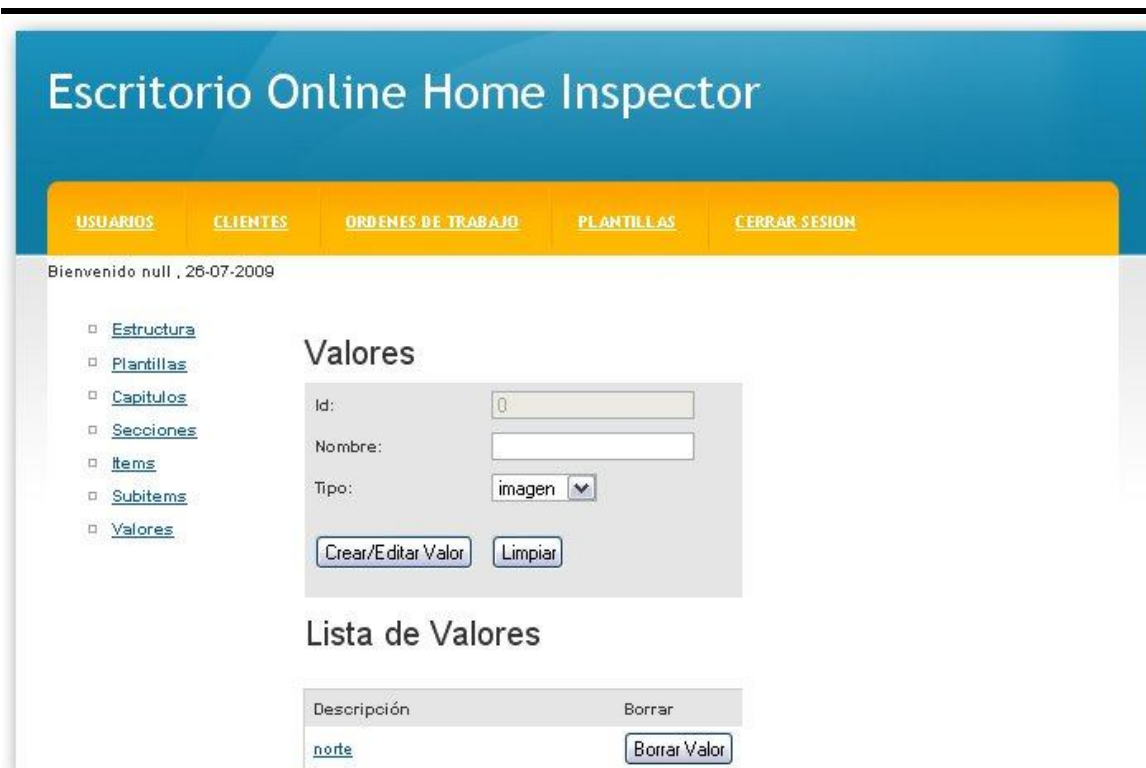 Escritorio Online Home Inspector
USUARIOS CLIENTES ORDENES DE TRABAJO PLANTILLAS CERRAR SESION
Bienvenido null , 26-07-2009
Estructura
Plantillas
Capitulos
Secciones
Items
Subitems
Valores
Valores
Id: 0
Nombre:
Tipo: imagen
Crear/Editar Valor Limpiar
Lista de Valores
Descripción Borrar
norte Borrar Valor